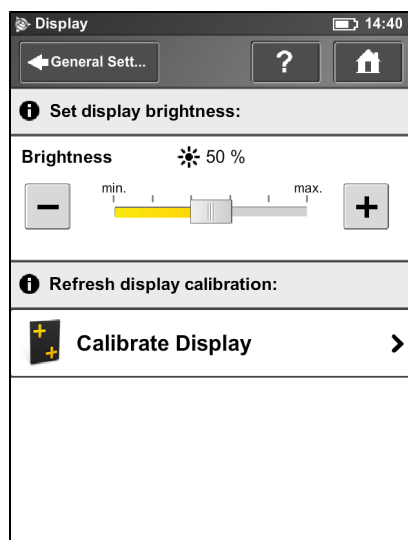 Display 14:40
General Sett... ?
Set display brightness:
Brightness 50 %
min. max.
Refresh display calibration:
Calibrate Display